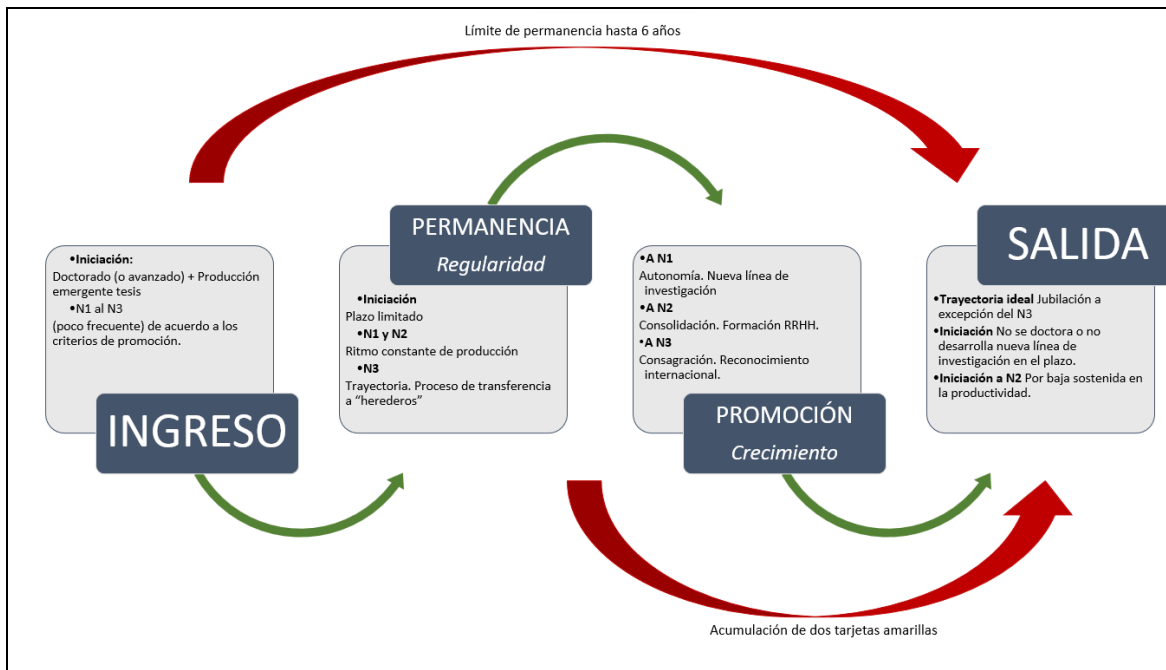 Límite de permanencia hasta 6 años
•Iniciación:
Doctorado (o avanzado) + Producción
emergente tesis
•N1 al N3
(poco frecuente) de acuerdo a los
criterios de promoción.
INGRESO
PERMANENCIA
Regularidad
•Iniciación
Plazo limitado
•N1 y N2
Ritmo constante de producción
•N3
Trayectoria. Proceso de transferencia
a “herederos”
•A N1
Autonomía. Nueva línea de
investigación
•A N2
Consolidación. Formación RRHH.
•A N3
Consagración. Reconocimiento
internacional.
PROMOCIÓN
Crecimiento
SALIDA
•Trayectoria ideal Jubilación a
excepción del N3
•Iniciación No se doctora o no
desarrolla nueva línea de
investigación en el plazo.
•Iniciación a N2 Por baja sostenida en
la productividad.
Acumulación de dos tarjetas amarillas